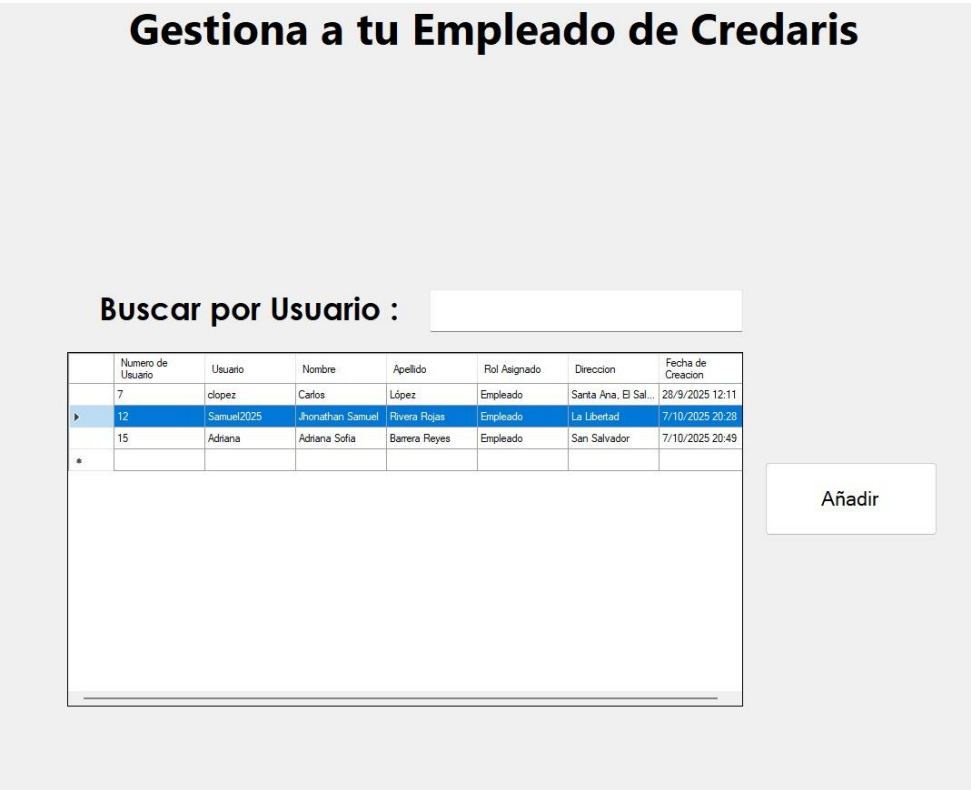 Gestiona a tu Empleado de Credaris
Buscar por Usuario :
Numero de Usuario Usuario Nombre Apellido Rol Asignado Direccion Fecha de Creacion
7 clopez Carlos López Empleado Santa Ana, El Sal... 28/9/2025 12:11
12 Samuel2025 Jhonathan Samuel Rivera Rojas Empleado La Libertad 7/10/2025 20:28
15 Adriana Adriana Sofia Barrera Reyes Empleado San Salvador 7/10/2025 20:49
Añadir